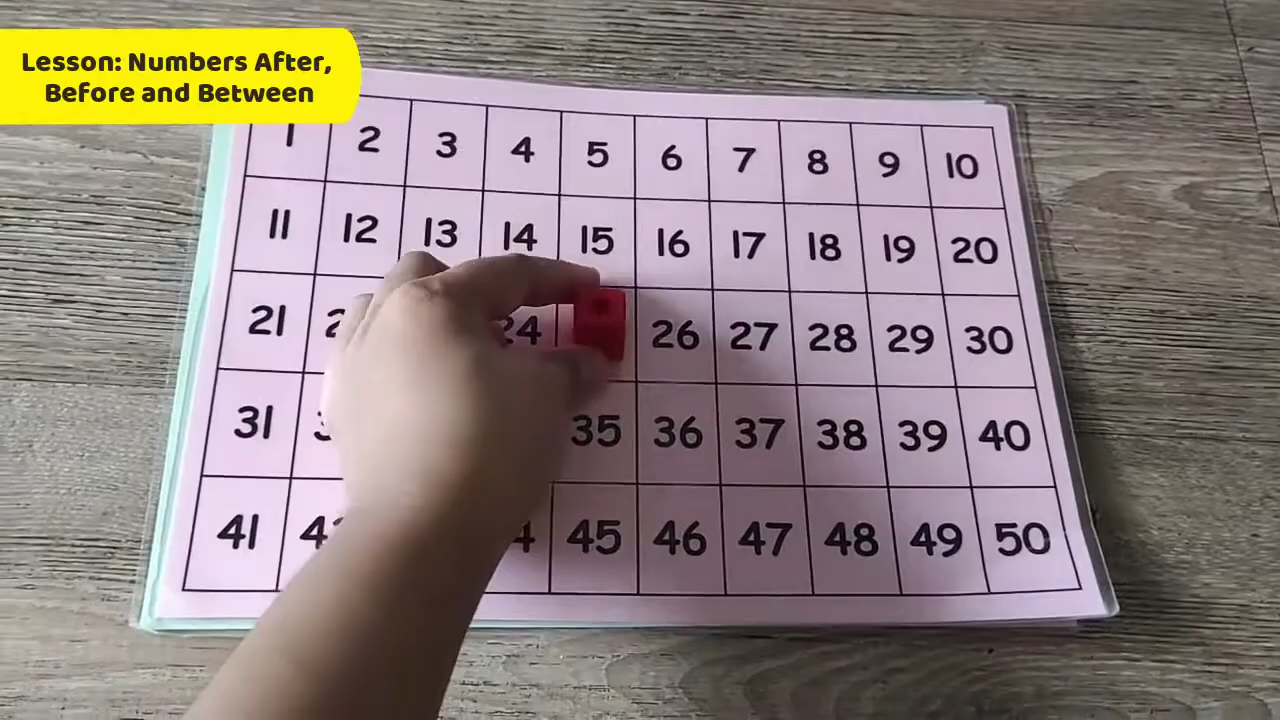 Lesson: Numbers After,
Before and Between
1 2 3 4 5 6 7 8 9 10
11 12 13 14 15 16 17 18 19 20
21 24 26 27 28 29 30
31 35 36 37 38 39 40
41 45 46 47 48 49 50